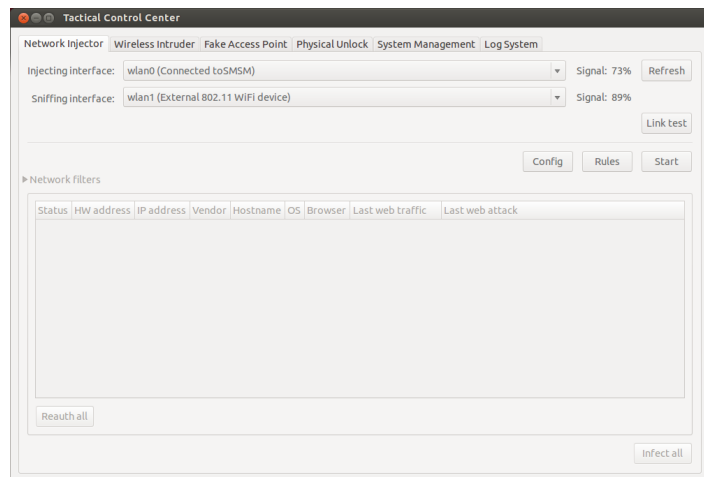 Tactical Control Center
Network Injector Wireless Intruder Fake Access Point Physical Unlock System Management Log System
Injecting interface: wlan0 (Connected toSMSM) Signal: 73% Refresh
Sniffing interface: wlan1 (External 802.11 WiFi device) Signal: 89%
Link test
Config Rules Start
Network filters
Status HW address IP address Vendor Hostname OS Browser Last web traffic Last web attack
Reauth all
Infect all